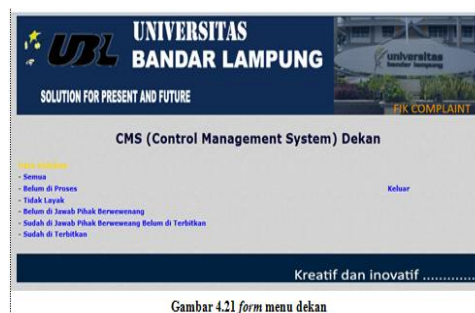 UBL
UNIVERSITAS
BANDAR LAMPUNG
SOLUTION FOR PRESENT AND FUTURE
universitas
bandar lampung
FIK COMPLAINT
CMS (Control Management System) Dekan
- Semua
- Belum di Proses
Keluar
- Tidak Layak
- Belum di Jawab Pihak Berwewenang
- Sudah di Jawab Pihak Berweweang Belum di Terbitkan
- Sudah di Terbitkan
Kreatif dan inovatif .............
Gambar 4.21 form menu dekan